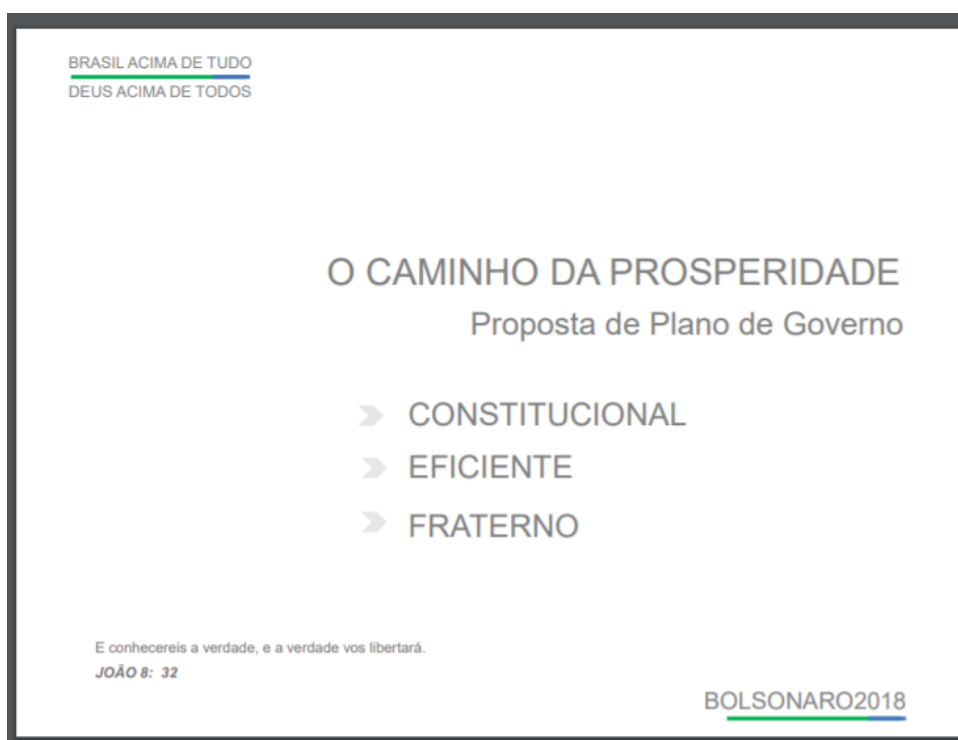 BRASIL ACIMA DE TUDO
DEUS ACIMA DE TODOS
O CAMINHO DA PROSPERIDADE
Proposta de Plano de Governo
CONSTITUCIONAL
EFICIENTE
FRATERNO
E conhecereis a verdade, e a verdade vos libertará.
JOÃO 8: 32
BOLSONARO2018